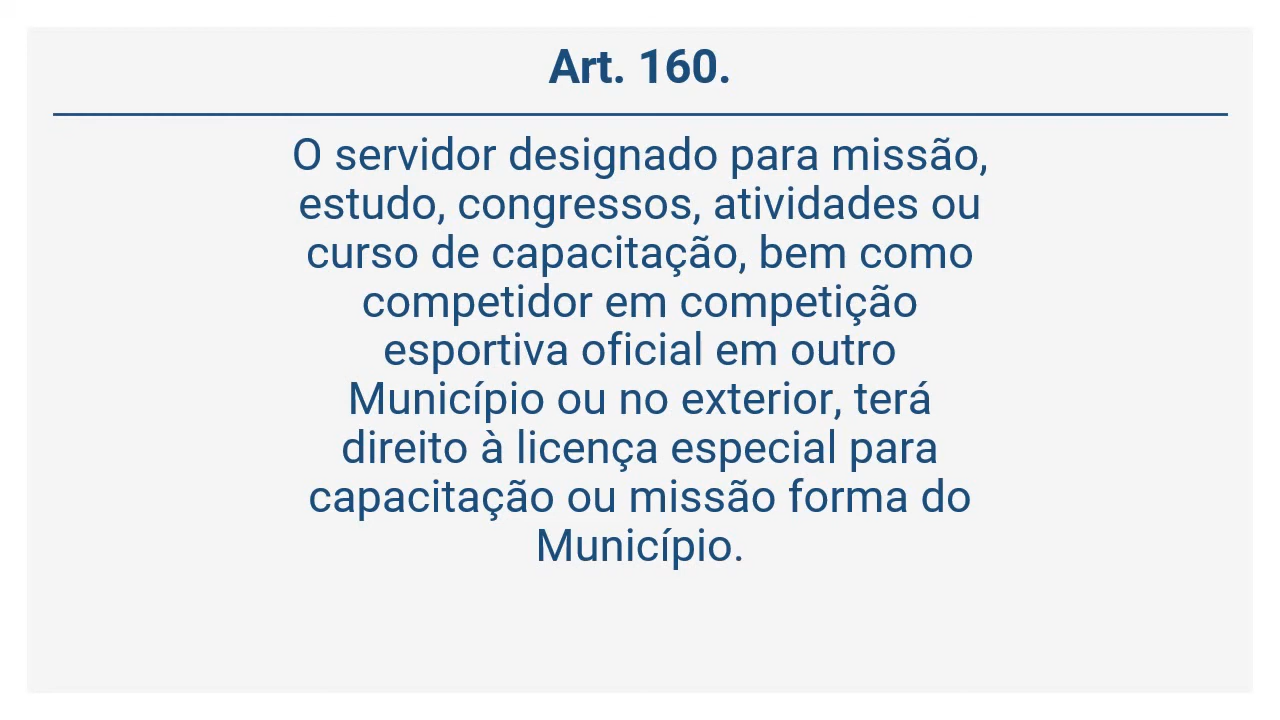 Art. 160.
O servidor designado para missão,
estudo, congressos, atividades ou
curso de capacitação, bem como
competidor em competição
esportiva oficial em outro
Município ou no exterior, terá
direito à licença especial para
capacitação ou missão forma do
Município.